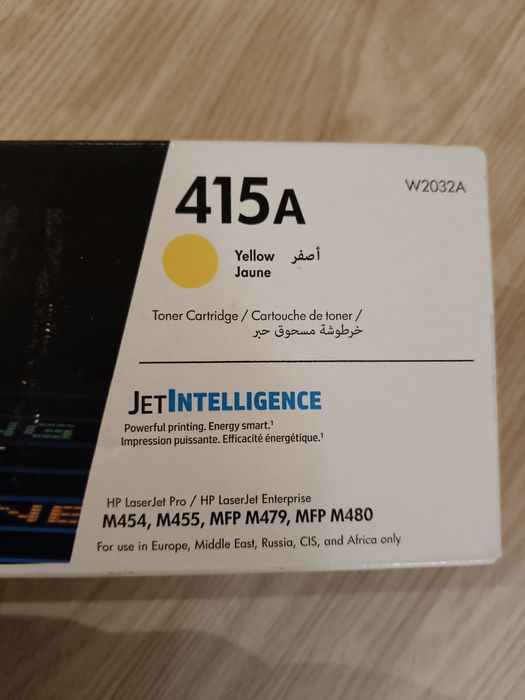 415A
W2032A
Yellow أصفر
Jaune
Toner Cartridge / Cartouche de toner /
خرطوشة مسحوق حبر
JETINTELLIGENCE
Powerful printing. Energy smart.¹
Impression puissante. Efficacité énergétique.¹
HP LaserJet Pro / HP LaserJet Enterprise
M454, M455, MFP M479, MFP M480
For use in Europe, Middle East, Russia, CIS, and Africa only